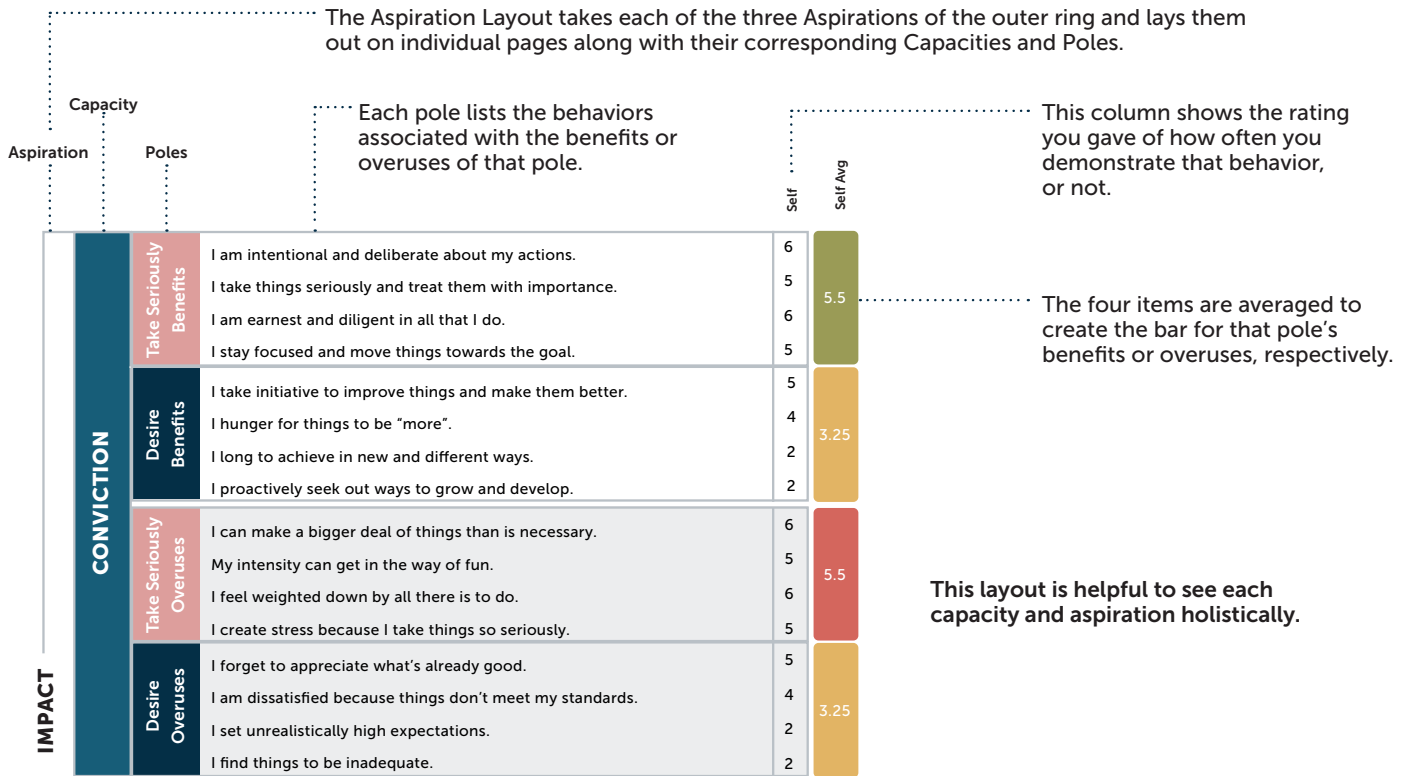 The Aspiration Layout takes each of the three Aspirations of the outer ring and lays them
out on individual pages along with their corresponding Capacities and Poles.
Capacity
Aspiration
Poles
Each pole lists the behaviors
associated with the benefits or
overuses of that pole.
Self
Self Avg
This column shows the rating
you gave of how often you
demonstrate that behavior,
or not.
IMPACT
CONVICTION
Take Seriously
Benefits
I am intentional and deliberate about my actions. 6
I take things seriously and treat them with importance. 5
I am earnest and diligent in all that I do. 6
I stay focused and move things towards the goal. 5
5.5
The four items are averaged to
create the bar for that pole's
benefits or overuses, respectively.
Desire
Benefits
I take initiative to improve things and make them better. 5
I hunger for things to be “more”. 4
I long to achieve in new and different ways. 2
I proactively seek out ways to grow and develop. 2
3.25
Take Seriously
Overuses
I can make a bigger deal of things than is necessary. 6
My intensity can get in the way of fun. 5
I feel weighted down by all there is to do. 6
I create stress because I take things so seriously. 5
5.5
This layout is helpful to see each
capacity and aspiration holistically.
Desire
Overuses
I forget to appreciate what's already good. 5
I am dissatisfied because things don't meet my standards. 4
I set unrealistically high expectations. 2
I find things to be inadequate. 2
3.25